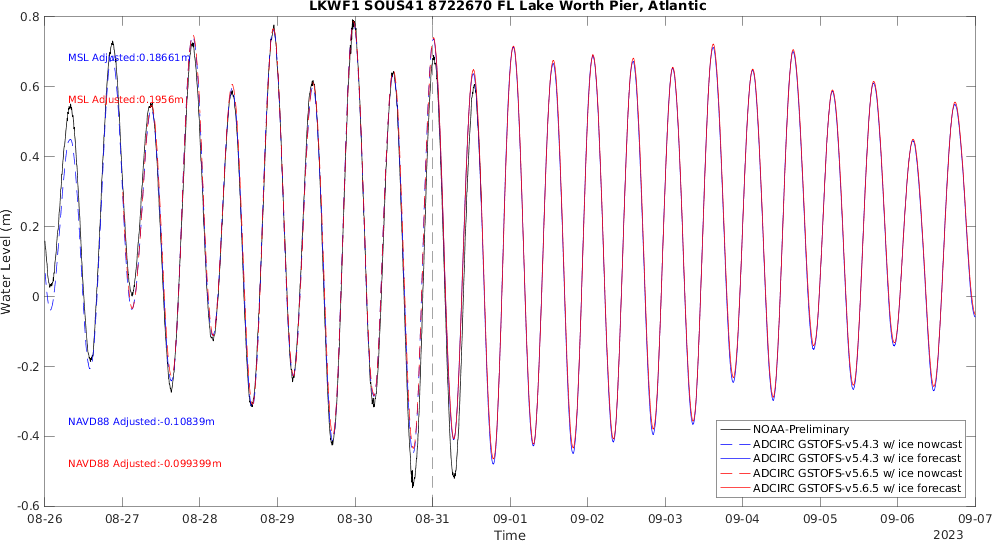 LKWF1 SOUS41 8722670 FL Lake Worth Pier, Atlantic
0.8
0.6
0.4
0.2
0
-0.2
-0.4
-0.6
Water Level (m)
MSL Adjusted:0.18661m
MSL Adjusted:0.1956m
NAVD88 Adjusted:-0.10839m
NAVD88 Adjusted:-0.099399m
NOAA-Preliminary
ADCIRC GSTOFS-v5.4.3 w/ ice nowcast
ADCIRC GSTOFS-v5.4.3 w/ ice forecast
ADCIRC GSTOFS-v5.6.5 w/ ice nowcast
ADCIRC GSTOFS-v5.6.5 w/ ice forecast
08-26 08-27 08-28 08-29 08-30 08-31 09-01 09-02 09-03 09-04 09-05 09-06 09-07
Time
2023